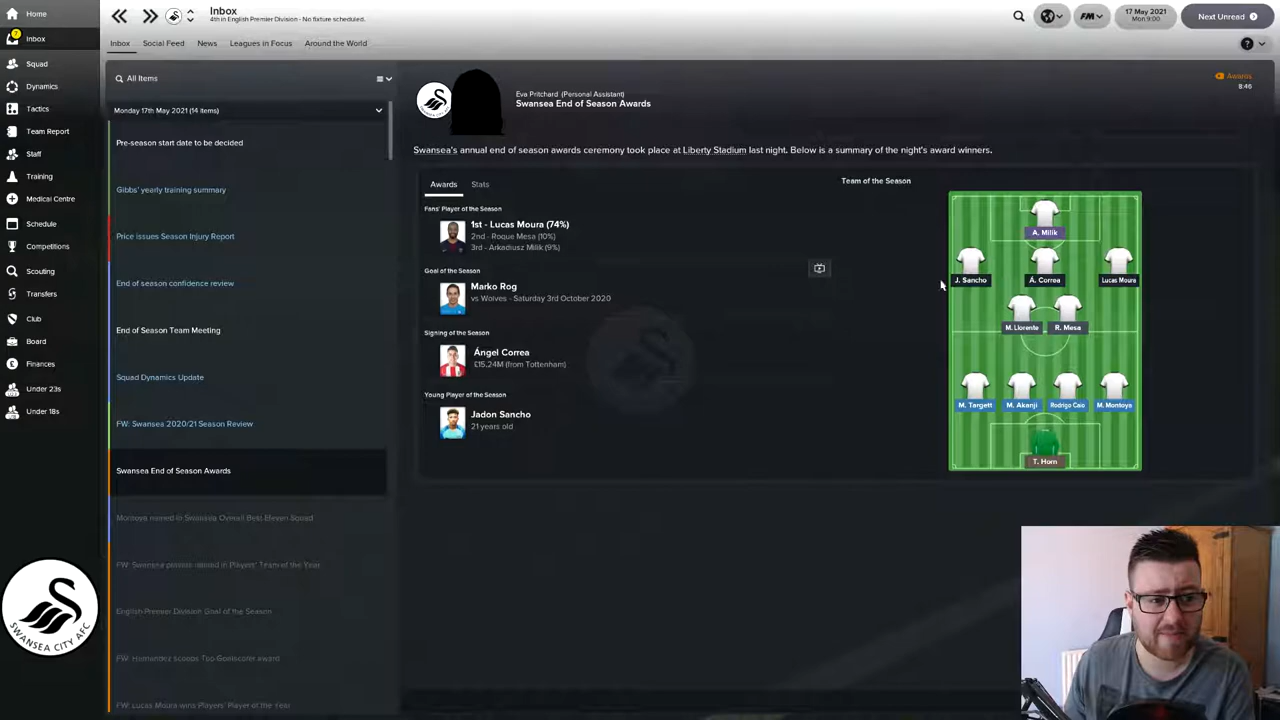 Home
Inbox
7
Squad
Dynamics
Tactics
Team Report
Staff
Training
Medical Centre
Schedule
Competitions
Scouting
Transfers
Club
Board
Finances
Under 23s
Under 18s
SWANSEA CITY AFC
Inbox
4th in English Premier Division - No fixture scheduled.
FM
17 May 2021
Mon 9:00
Next Unread
Inbox
Social Feed
News
Leagues in Focus
Around the World
All Items
Monday 17th May 2021 (14 items)
Pre-season start date to be decided
Gibbs' yearly training summary
Price issues Season Injury Report
End of season confidence review
End of Season Team Meeting
Squad Dynamics Update
FW: Swansea 2020/21 Season Review
Swansea End of Season Awards
Montoya named in Swansea Overall Best Eleven Squad
FW: Swansea players named in Players' Team of the Year
English Premier Division Goal of the Season
FW: Hernández scoops Top Goalscorer award
FW: Lucas Moura wins Players' Player of the Year
Eva Pritchard (Personal Assistant)
Swansea End of Season Awards
Awards
8:46
Swansea's annual end of season awards ceremony took place at Liberty Stadium last night. Below is a summary of the night's award winners.
Awards
Stats
Fans' Player of the Season
1st - Lucas Moura (74%)
2nd - Roque Mesa (10%)
3rd - Arkadiusz Milik (9%)
Goal of the Season
Marko Rog
vs Wolves - Saturday 3rd October 2020
Signing of the Season
Ángel Correa
£15.24M (from Tottenham)
Young Player of the Season
Jadon Sancho
21 years old
Team of the Season
A. Milik
J. Sancho
Á. Correa
Lucas Moura
M. Llorente
R. Mesa
M. Targett
M. Akanji
Rodrigo Caio
M. Montoya
T. Horn